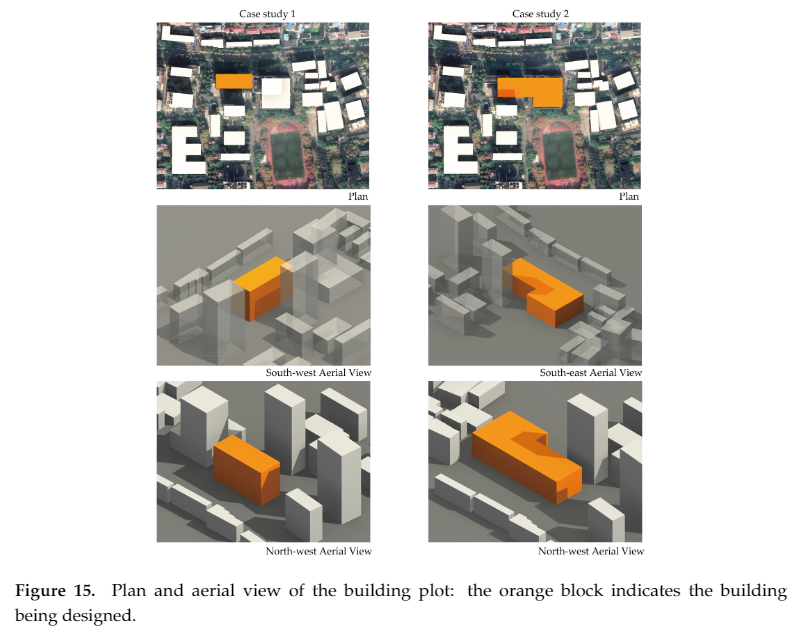 Case study 1
Case study 2
Plan
Plan
South-west Aerial View
South-east Aerial View
North-west Aerial View
North-west Aerial View
Figure 15. Plan and aerial view of the building plot: the orange block indicates the building
being designed.